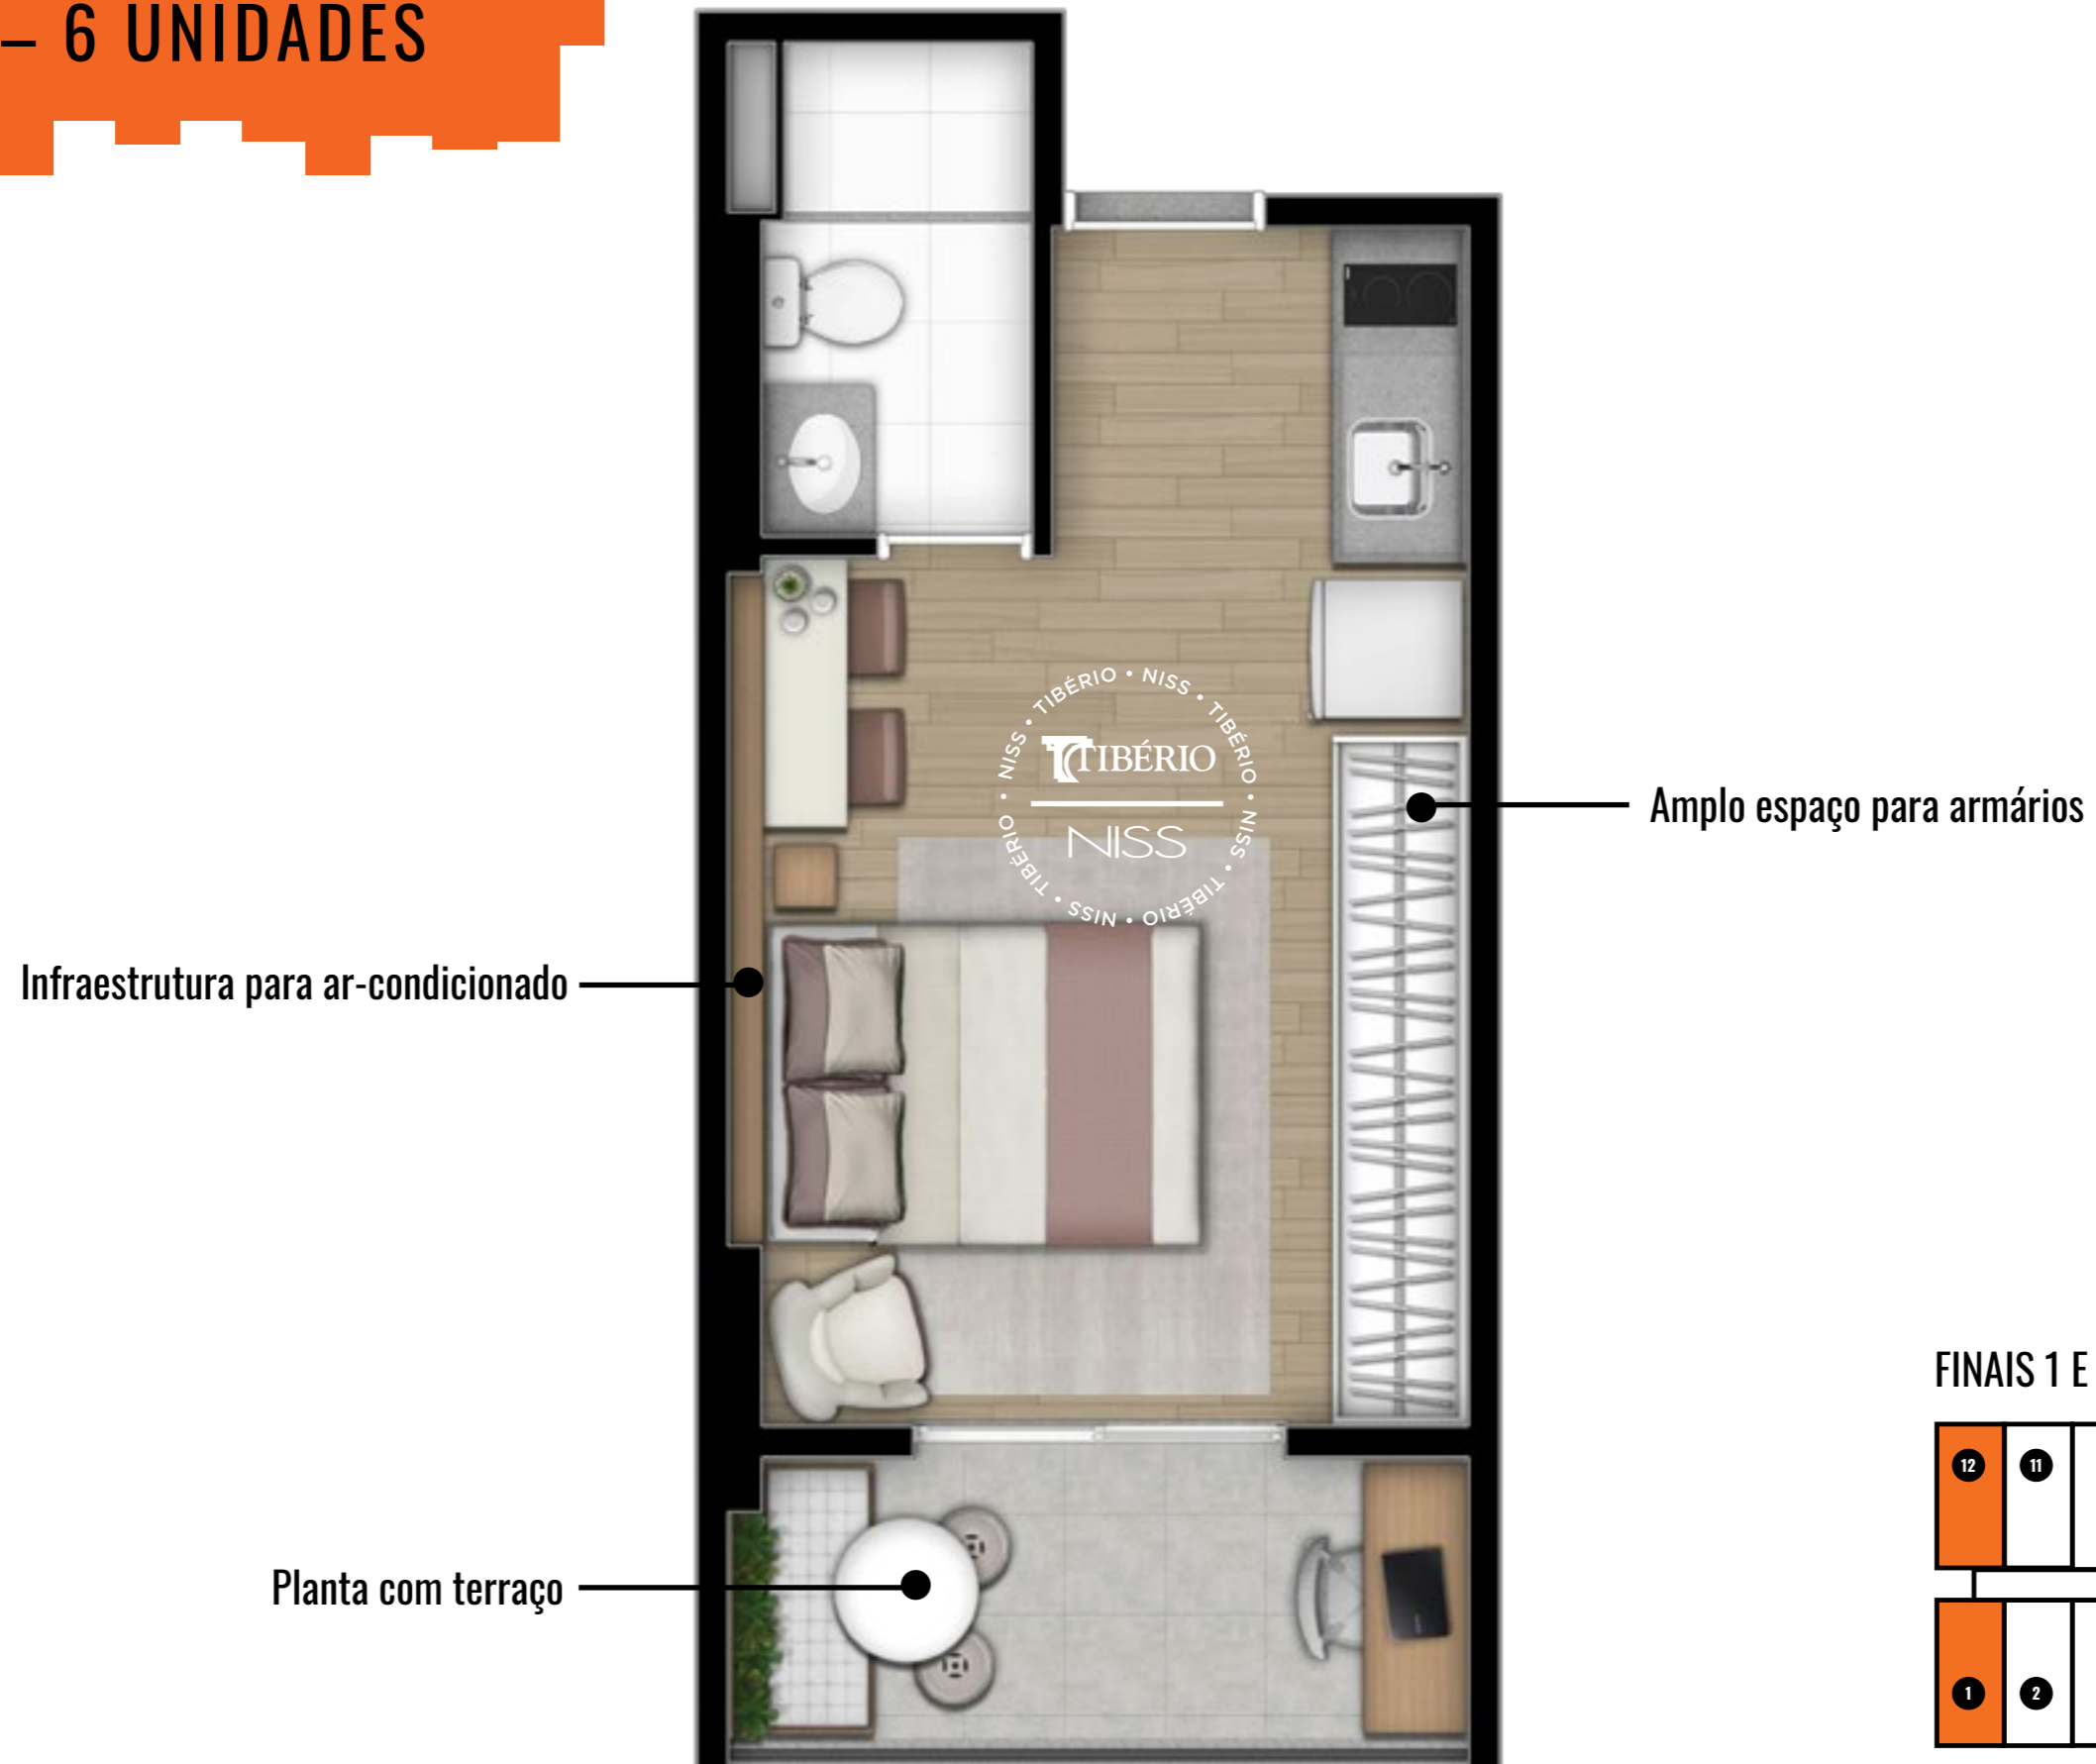 – 6 UNIDADES
NISS • TIBÉRIO • NISS • TIBÉRIO • NISS • TIBÉRIO • NISS • TIBÉRIO •
TIBÉRIO
NISS
Amplo espaço para armários
Infraestrutura para ar-condicionado
Planta com terraço
FINAIS 1 E
12 11
1 2